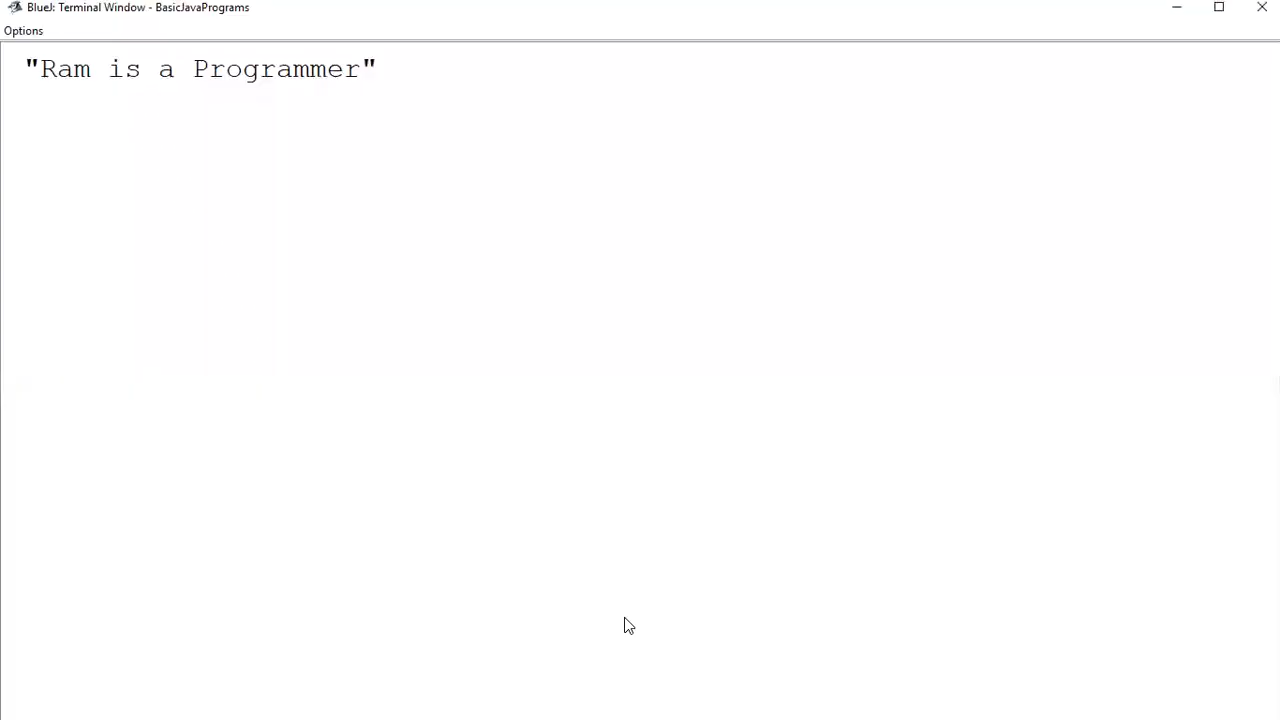 BlueJ: Terminal Window - BasicJavaPrograms
Options
"Ram is a Programmer"